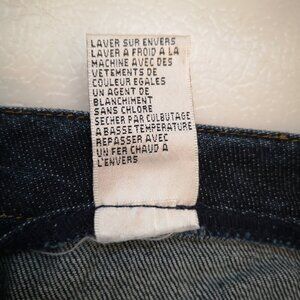 LAVER SUR ENVERS
LAVER A FROID A LA
MACHINE AVEC DES
VETEMENTS DE
COULEUR EGALES
UN AGENT DE
BLANCHIMENT
SANS CHLORE
SECHER PAR CULBUTAGE
A BASSE TEMPERATURE
REPASSER AVEC
UN FER CHAUD A
L'ENVERS